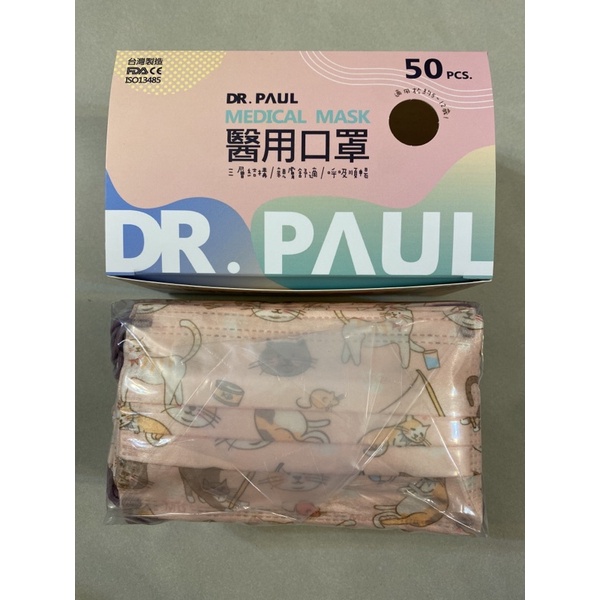 台灣製造
FDA CE
ISO13485
50 PCS.
DR. PAUL
MEDICAL MASK
醫用口罩
三層結構/親膚舒適/呼吸順暢
DR. PAUL